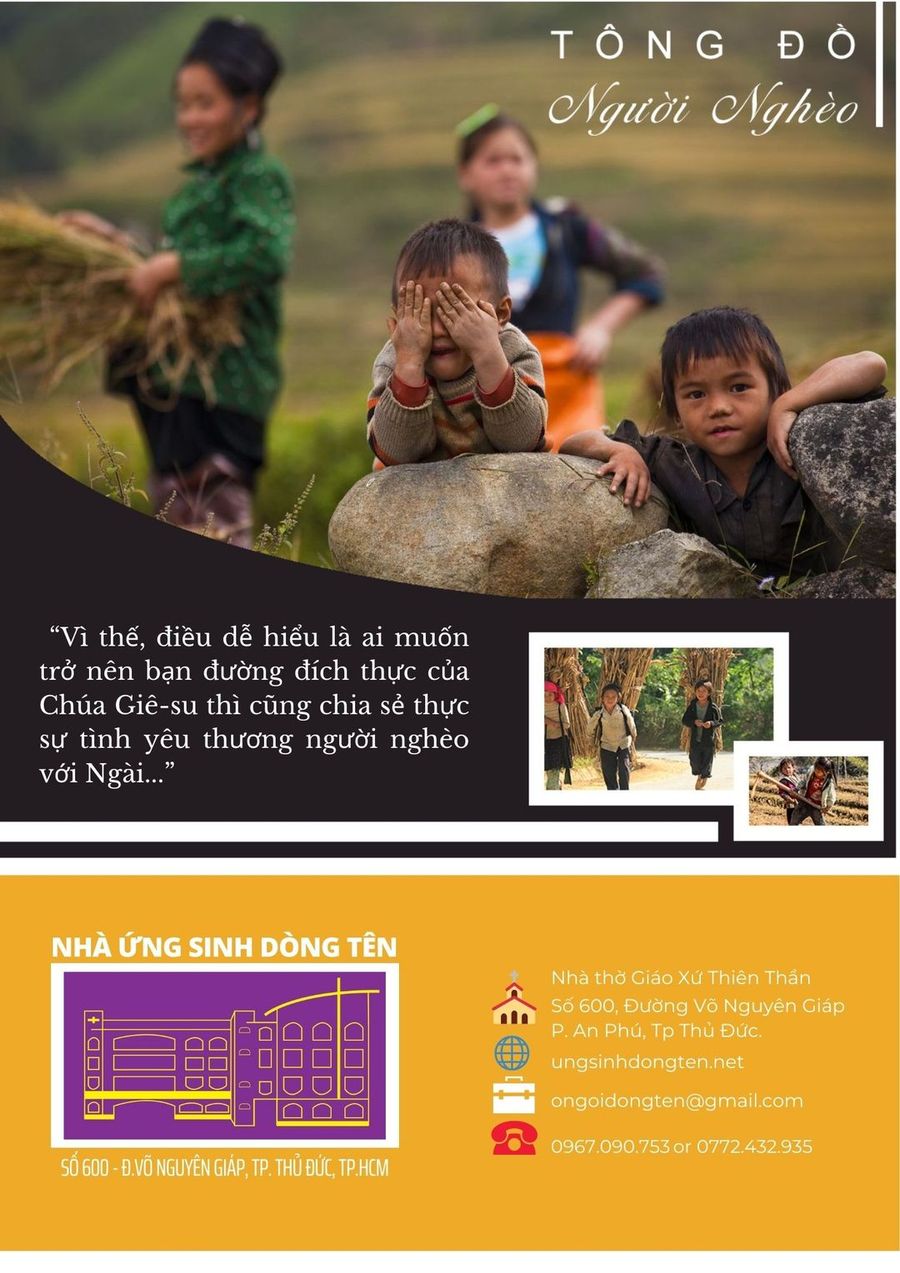 TÔNG ĐỒ
Người Nghèo
“Vì thế, điều dễ hiểu là ai muốn
trở nên bạn đường đích thực của
Chúa Giê-su thì cũng chia sẻ thực
sự tình yêu thương người nghèo
với Ngài...”
NHÀ ỨNG SINH DÒNG TÊN
SỐ 600 - Đ.VÕ NGUYÊN GIÁP, TP. THỦ ĐỨC, TP.HCM
Nhà thờ Giáo Xứ Thiên Thần
Số 600, Đường Võ Nguyên Giáp
P. An Phú, Tp Thủ Đức.
ungsinhdongten.net
ongoidongten@gmail.com
0967.090.753 or 0772.432.935